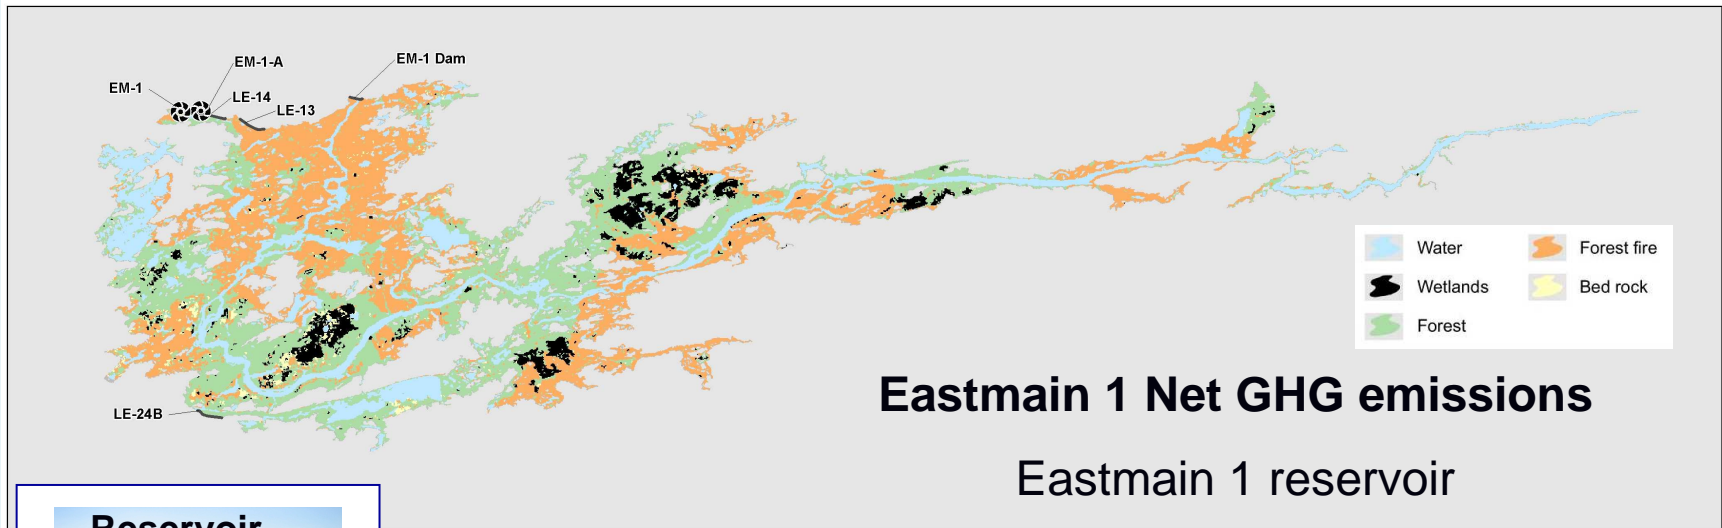 EM-1 Dam
EM-1-A
EM-1
LE-14
LE-13
Water
Forest fire
Wetlands
Bed rock
Forest
Eastmain 1 Net GHG emissions
LE-24B
Eastmain 1 reservoir
Reservoir